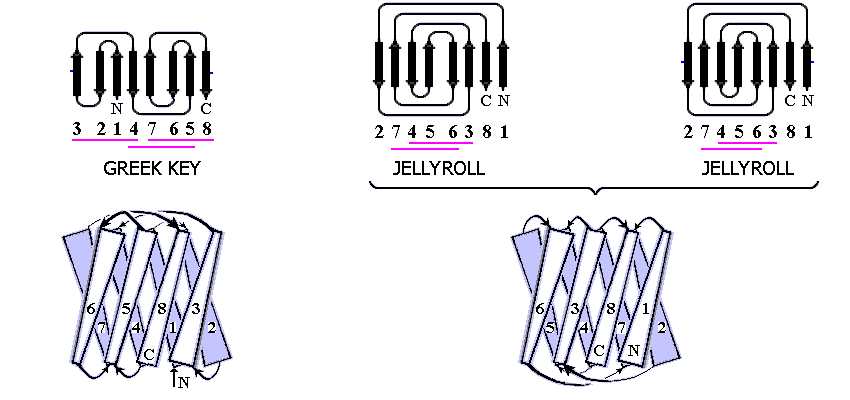 N C
C N
C N
3 2 1 4 7 6 5 8
2 7 4 5 6 3 8 1
2 7 4 5 6 3 8 1
GREEK KEY
JELLYROLL
JELLYROLL
6 5 8 3
7 4 1 2
C
N
6 3 8 1
5 4 7 2
C N